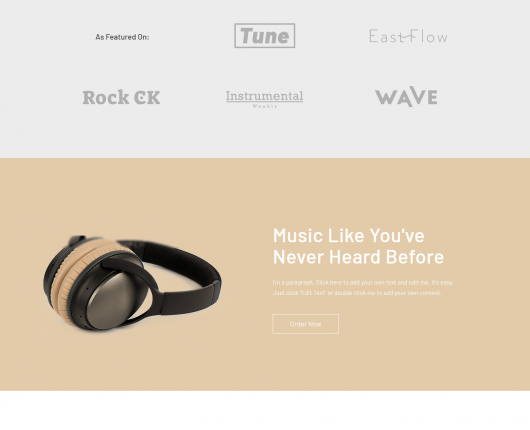 As Featured On:
Tune
East Flow
Rock CK
Instrumental
Weekly
WAVE
Music Like You've
Never Heard Before
I'm a paragraph. Click here to add your own text and edit me. It's easy.
Just click "Edit Text" or double click me to add your own content.
Order Now